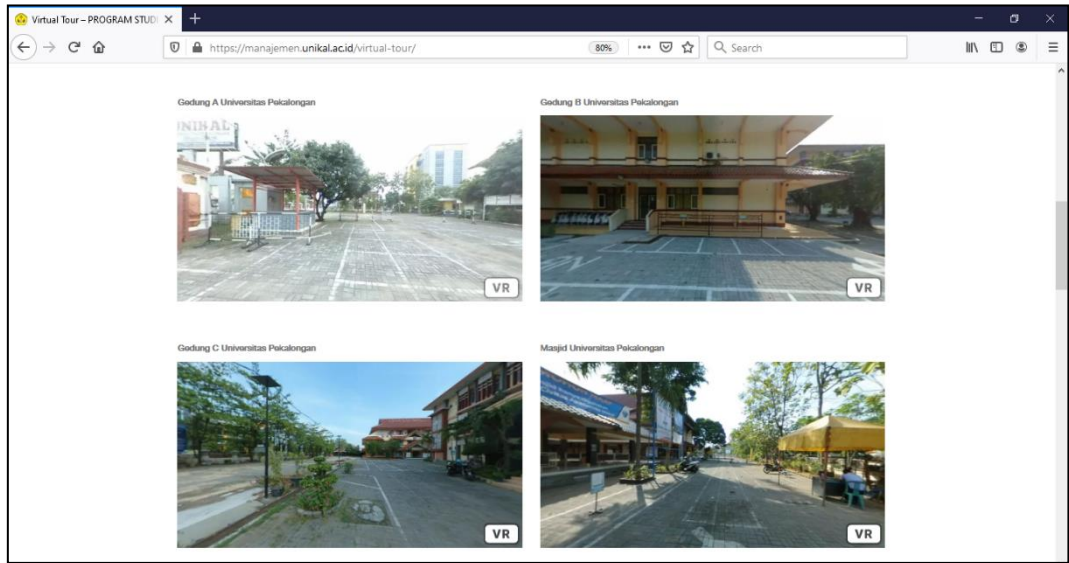 Virtual Tour – PROGRAM STUD
https://manajemen.unikal.ac.id/virtual-tour/
80%
Search
Gedung A Universitas Pekalongan
Gedung B Universitas Pekalongan
UNIKAL
VR
VR
Gedung C Universitas Pekalongan
Masjid Universitas Pekalongan
VR
VR